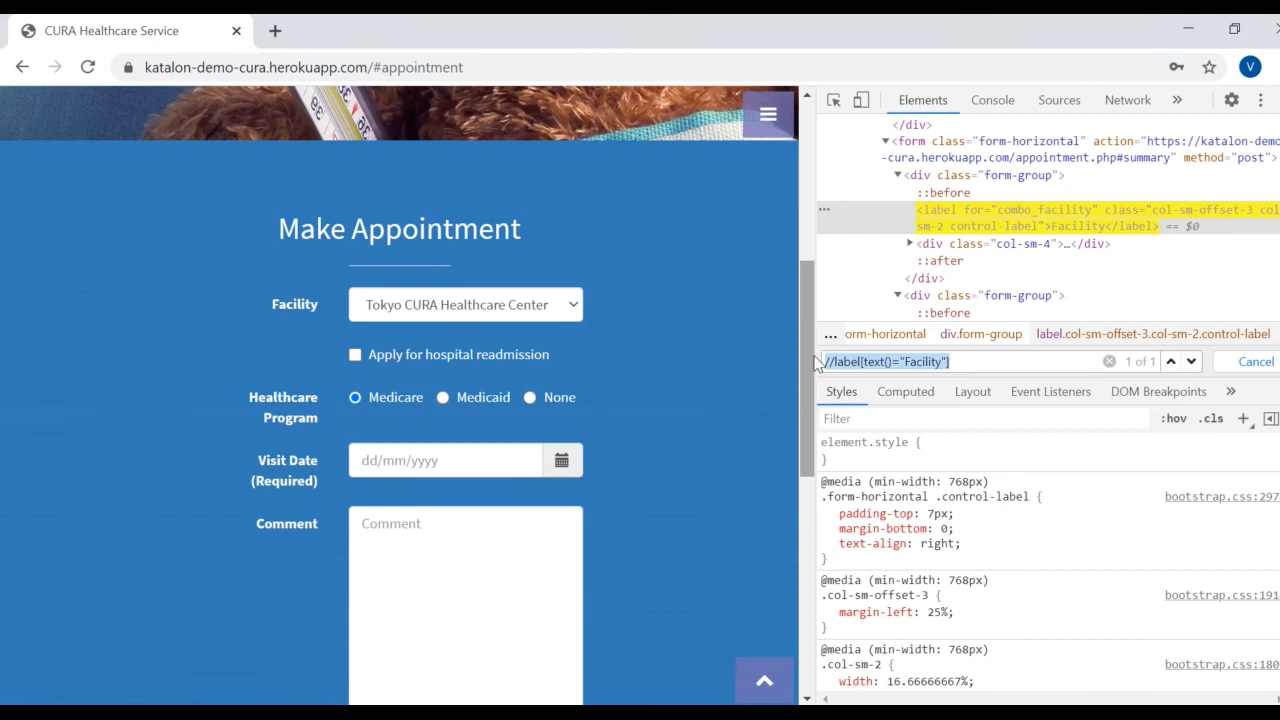 CURA Healthcare Service
katalon-demo-cura.herokuapp.com/#appointment
V
Make Appointment
Facility
Tokyo CURA Healthcare Center
Apply for hospital readmission
Healthcare
Program
Medicare
Medicaid
None
Visit Date
(Required)
dd/mm/yyyy
Comment
Comment
Elements
Console
Sources
Network
</div>
<form class="form-horizontal" action="https://katalon-demo
-cura.herokuapp.com/appointment.php#summary" method="post">
<div class="form-group">
::before
<label for="combo_facility" class="col-sm-offset-3 col
sm-2 control-label">Facility</label> == $0
<div class="col-sm-4">…</div>
::after
</div>
<div class="form-group">
::before
... orm-horizontal div.form-group label.col-sm-offset-3.col-sm-2.control-label
//label[text()="Facility"]
1 of 1
Cancel
Styles
Computed
Layout
Event Listeners
DOM Breakpoints
Filter
:hov .cls +
element.style {
}
@media (min-width: 768px)
.form-horizontal .control-label {
bootstrap.css:297
padding-top: 7px;
margin-bottom: 0;
text-align: right;
}
@media (min-width: 768px)
.col-sm-offset-3 {
bootstrap.css:191
margin-left: 25%;
}
@media (min-width: 768px)
.col-sm-2 {
bootstrap.css:180
width: 16.66666667%;